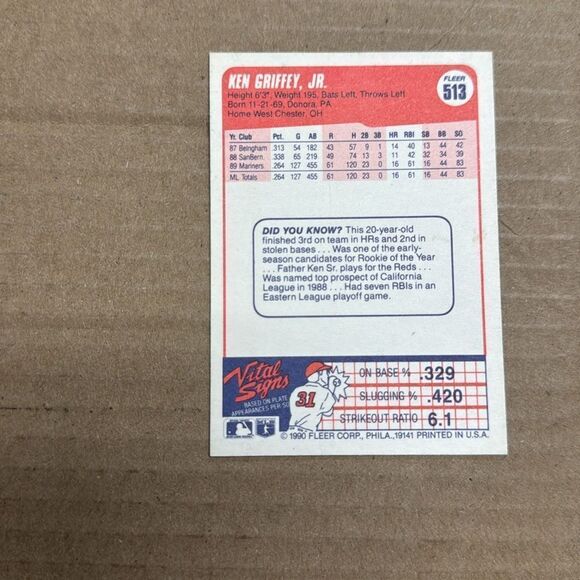 KEN GRIFFEY, JR.
FLEER
513
Height 6'3", Weight 195, Bats Left, Throws Left
Born 11-21-69, Donora, PA
Home West Chester, OH
Yr. Club Pct. G AB R H 2B 3B HR RBI SB BB SO
87 Belngham .313 54 182 43 57 9 1 14 40 13 44 42
88 SanBern. .338 65 219 49 74 13 3 11 42 32 34 39
89 Mariners .264 127 455 61 120 23 0 16 61 16 44 83
ML Totals .264 127 455 61 120 23 0 16 61 16 44 83
DID YOU KNOW? This 20-year-old
finished 3rd on team in HRs and 2nd in
stolen bases . . . Was one of the early-
season candidates for Rookie of the Year
. . . Father Ken Sr. plays for the Reds . . .
Was named top prospect of California
League in 1988 . . . Had seven RBIs in an
Eastern League playoff game.
Vital
Signs
BASED ON PLATE
APPEARANCES PER SO
31
ON BASE % .329
SLUGGING % .420
STRIKEOUT RATIO 6.1
© 1990 FLEER CORP., PHILA., 19141 PRINTED IN U.S.A.